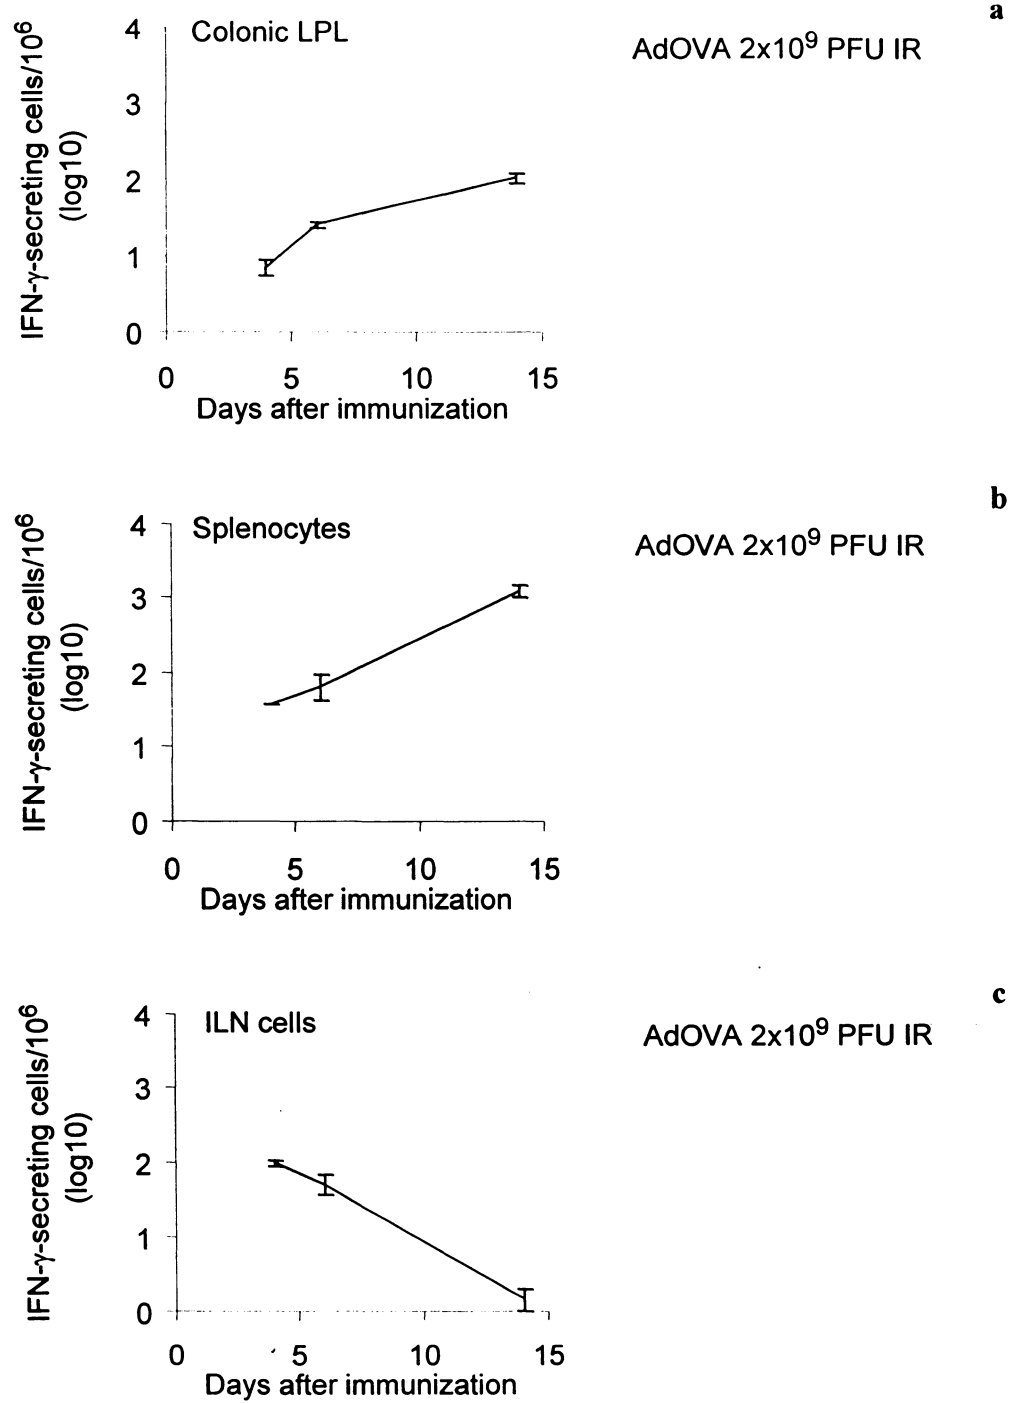 a
Colonic LPL
AdOVA 2x10⁹ PFU IR
IFN-γ-secreting cells/10⁶
(log10)
4
3
2
1
0
0 5 10 15
Days after immunization
b
Splenocytes
AdOVA 2x10⁹ PFU IR
IFN-γ-secreting cells/10⁶
(log10)
4
3
2
1
0
0 5 10 15
Days after immunization
c
ILN cells
AdOVA 2x10⁹ PFU IR
IFN-γ-secreting cells/10⁶
(log10)
4
3
2
1
0
0 5 10 15
Days after immunization